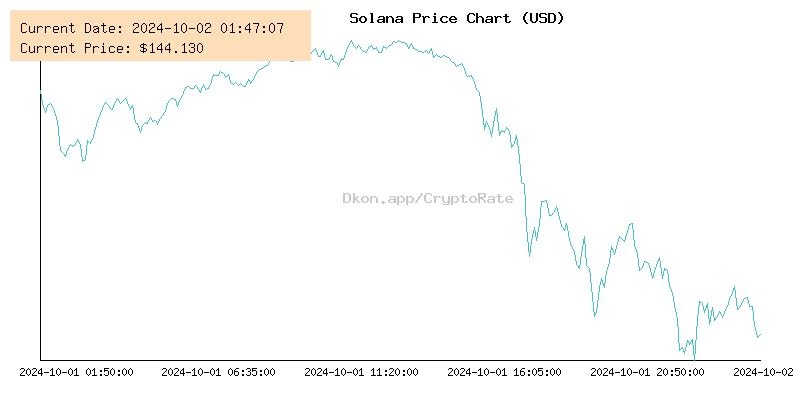 Solana Price Chart (USD)
Current Date: 2024-10-02 01:47:07
Current Price: $144.130
Dkon.app/CryptoRate
2024-10-01 01:50:00 2024-10-01 06:35:00 2024-10-01 11:20:00 2024-10-01 16:05:00 2024-10-01 20:50:00 2024-10-02